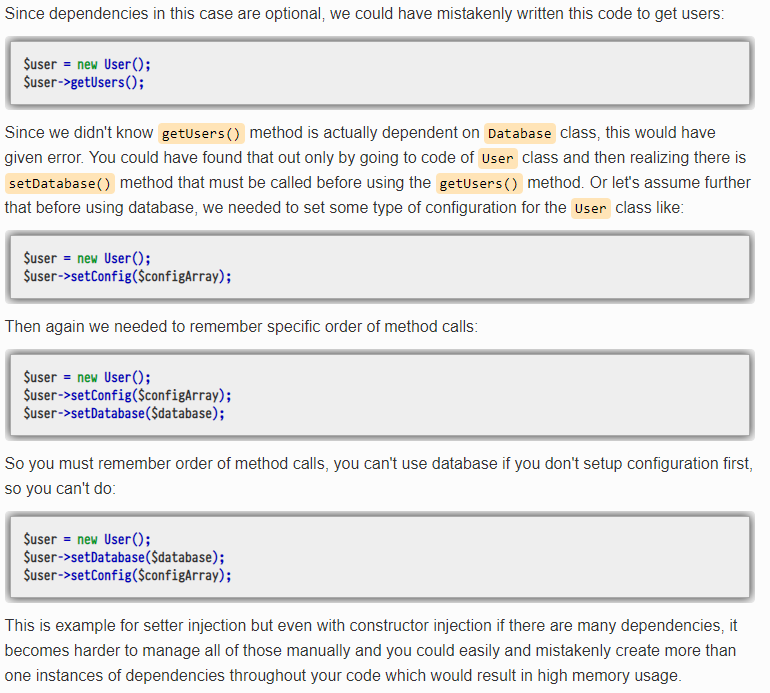 Since dependencies in this case are optional, we could have mistakenly written this code to get users:
$user = new User();
$user->getUsers();
Since we didn't know getUsers() method is actually dependent on Database class, this would have
given error. You could have found that out only by going to code of User class and then realizing there is
setDatabase() method that must be called before using the getUsers() method. Or let's assume further
that before using database, we needed to set some type of configuration for the User class like:
$user = new User();
$user->setConfig($configArray);
Then again we needed to remember specific order of method calls:
$user = new User();
$user->setConfig($configArray);
$user->setDatabase($database);
So you must remember order of method calls, you can't use database if you don't setup configuration first,
so you can't do:
$user = new User();
$user->setDatabase($database);
$user->setConfig($configArray);
This is example for setter injection but even with constructor injection if there are many dependencies, it
becomes harder to manage all of those manually and you could easily and mistakenly create more than
one instances of dependencies throughout your code which would result in high memory usage.